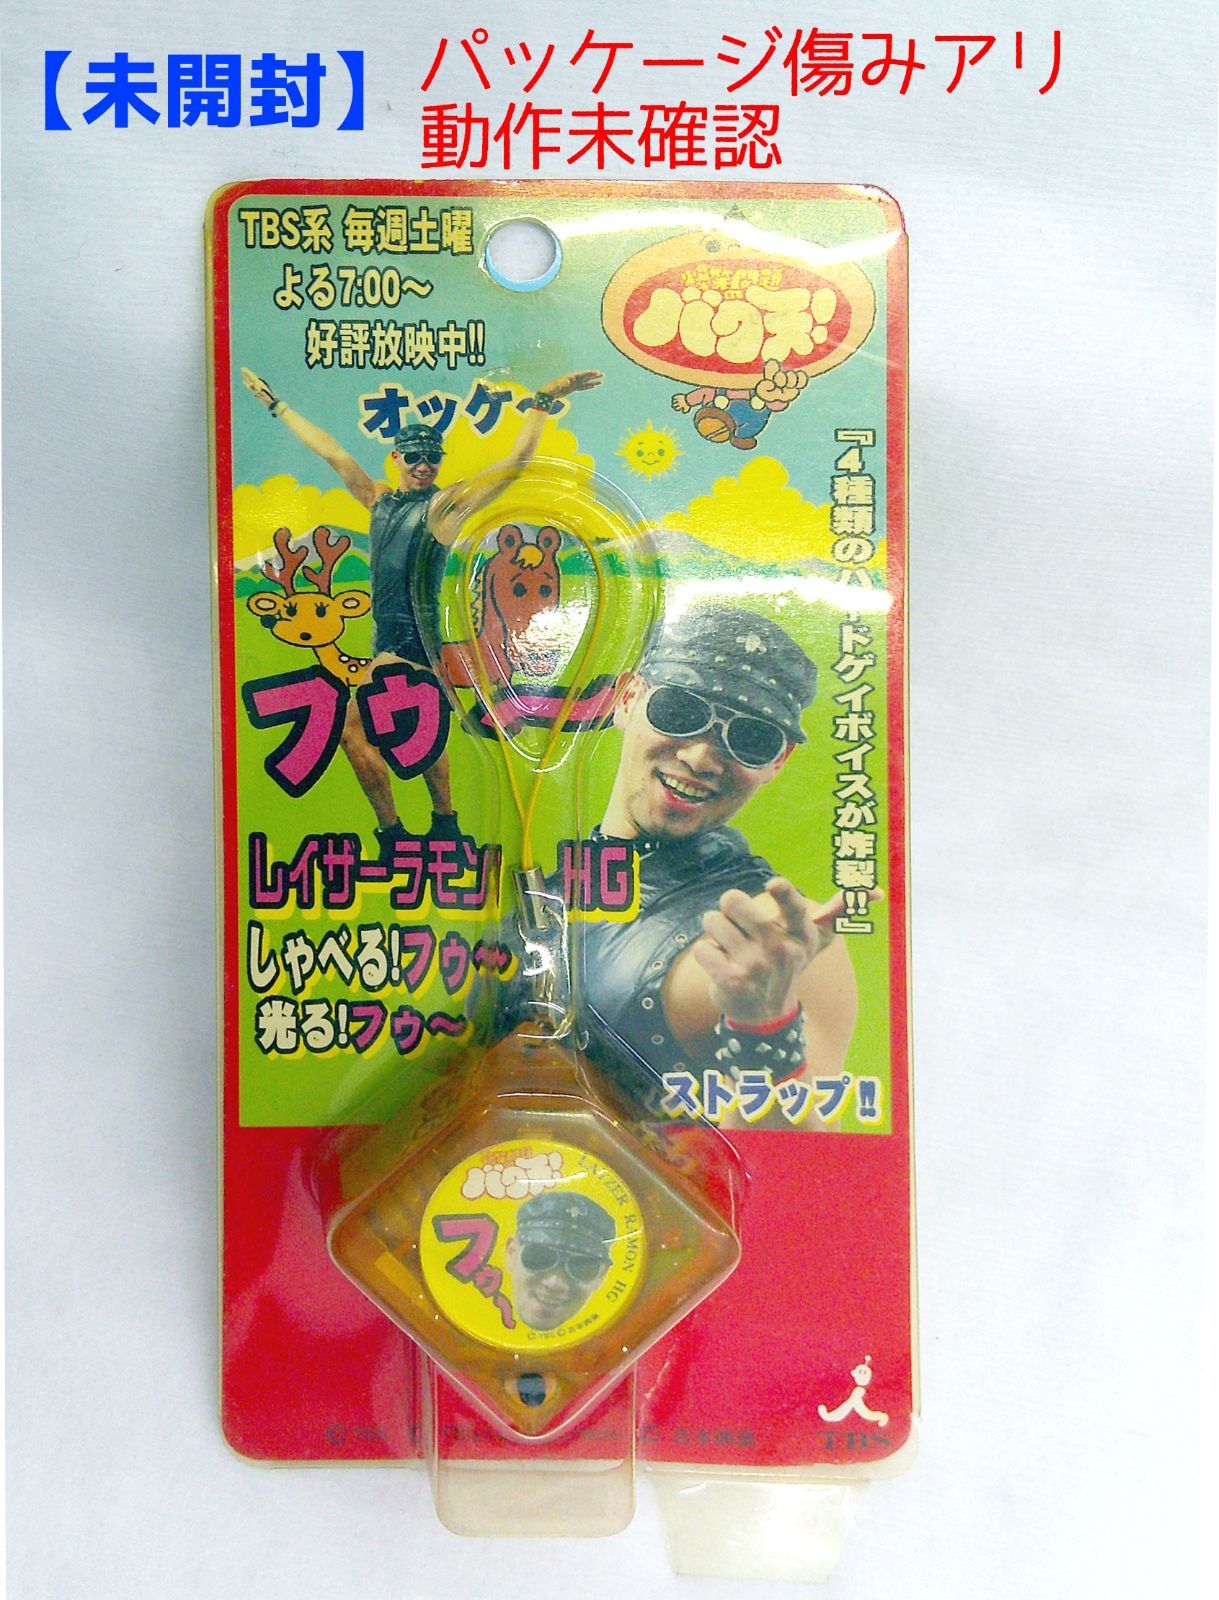 【未開封】
パッケージ傷みアリ
動作未確認
TBS系 毎週土曜
よる7:00〜
好評放映中!!
バク天!
オッケ〜
『4種類のハードゲイボイスが炸裂!!』
フゥ〜
レイザーラモン HG
しゃべる!フゥ〜
光る!フゥ〜
ストラップ!!
バク天!
LAEZER RAMON HG
フゥ〜
TBS